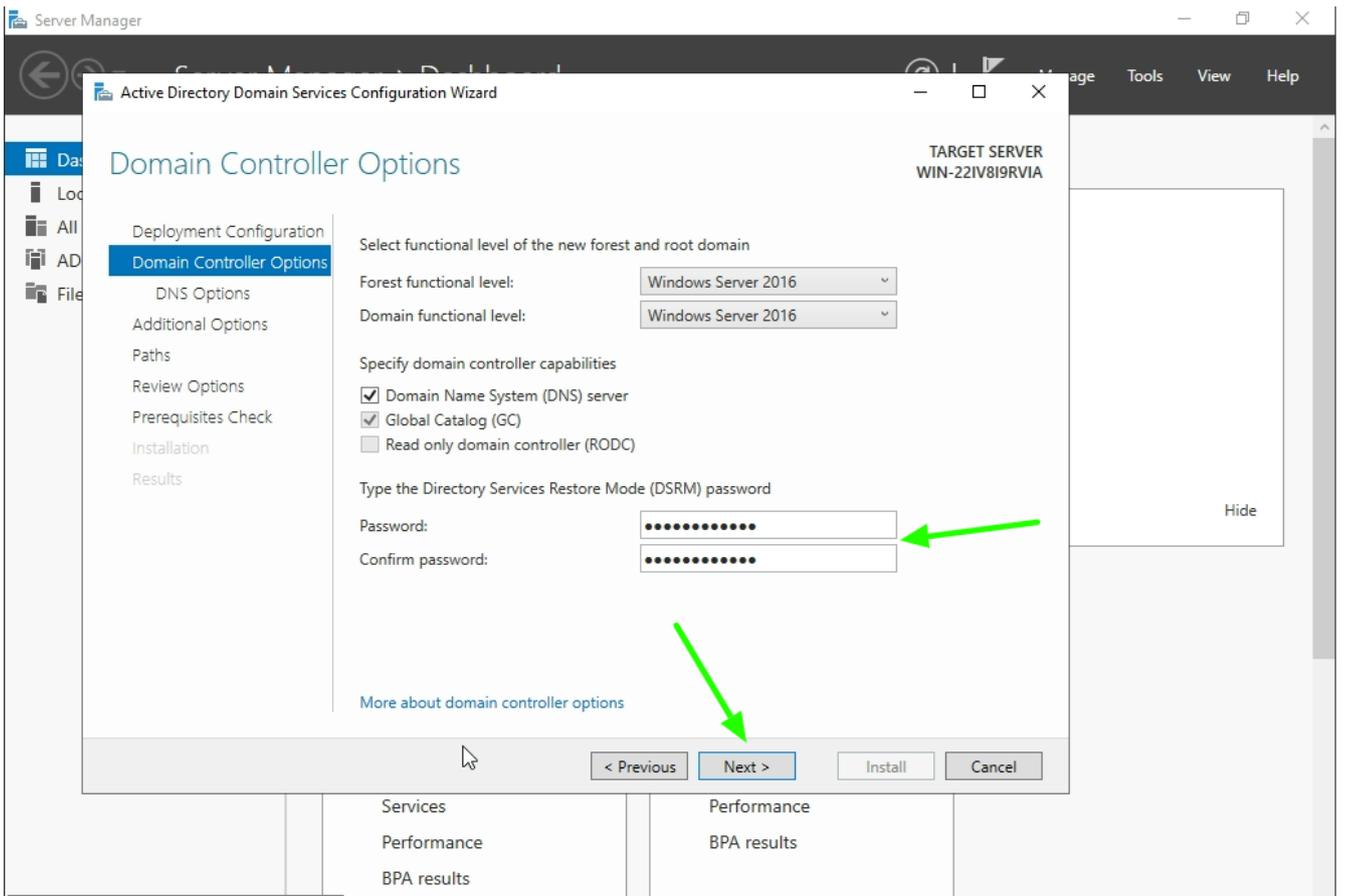 Server Manager
Manage Tools View Help
Active Directory Domain Services Configuration Wizard
Domain Controller Options
TARGET SERVER
WIN-22IV8I9RVIA
Deployment Configuration
Domain Controller Options
DNS Options
Additional Options
Paths
Review Options
Prerequisites Check
Installation
Results
Select functional level of the new forest and root domain
Forest functional level: Windows Server 2016
Domain functional level: Windows Server 2016
Specify domain controller capabilities
Domain Name System (DNS) server
Global Catalog (GC)
Read only domain controller (RODC)
Type the Directory Services Restore Mode (DSRM) password
Password: ••••••••••••
Confirm password: ••••••••••••
More about domain controller options
< Previous Next > Install Cancel
All
AD
File
Hide
Services
Performance
BPA results
Performance
BPA results